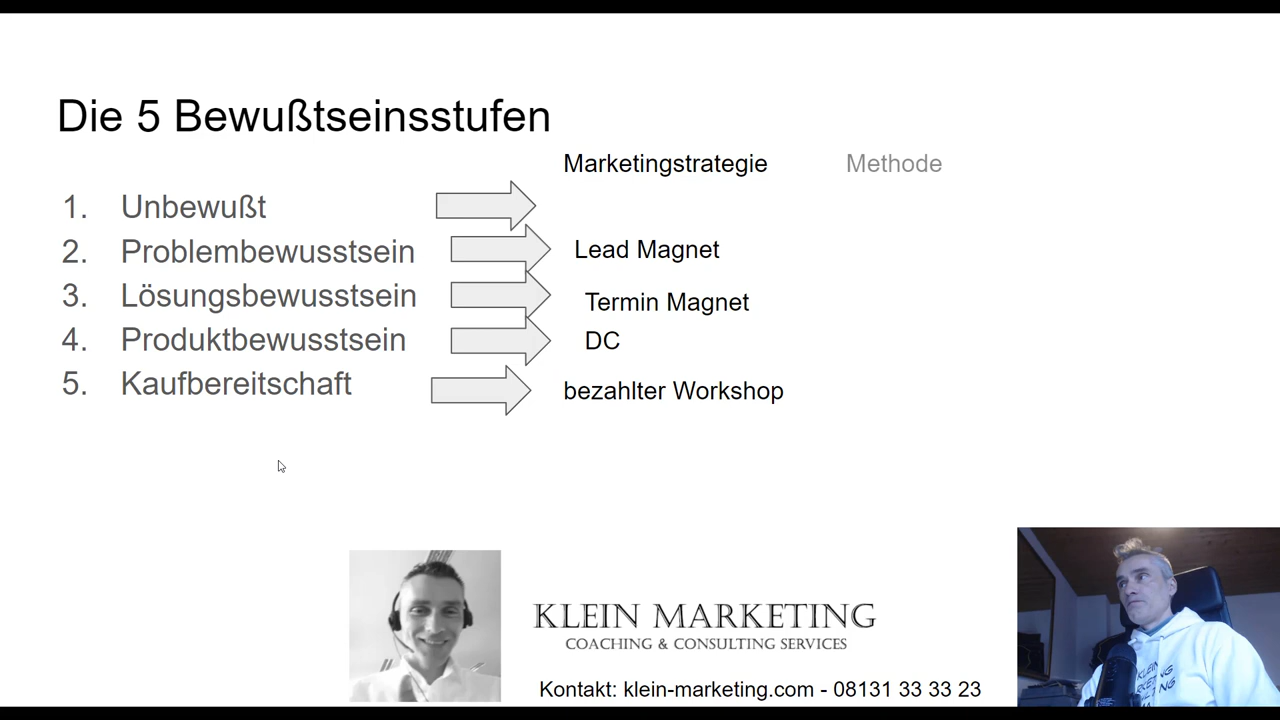 Die 5 Bewußtseinsstufen
Marketingstrategie Methode
1. Unbewußt
2. Problembewusstsein Lead Magnet
3. Lösungsbewusstsein Termin Magnet
4. Produktbewusstsein DC
5. Kaufbereitschaft bezahlter Workshop
KLEIN MARKETING
COACHING & CONSULTING SERVICES
Kontakt: klein-marketing.com - 08131 33 33 23